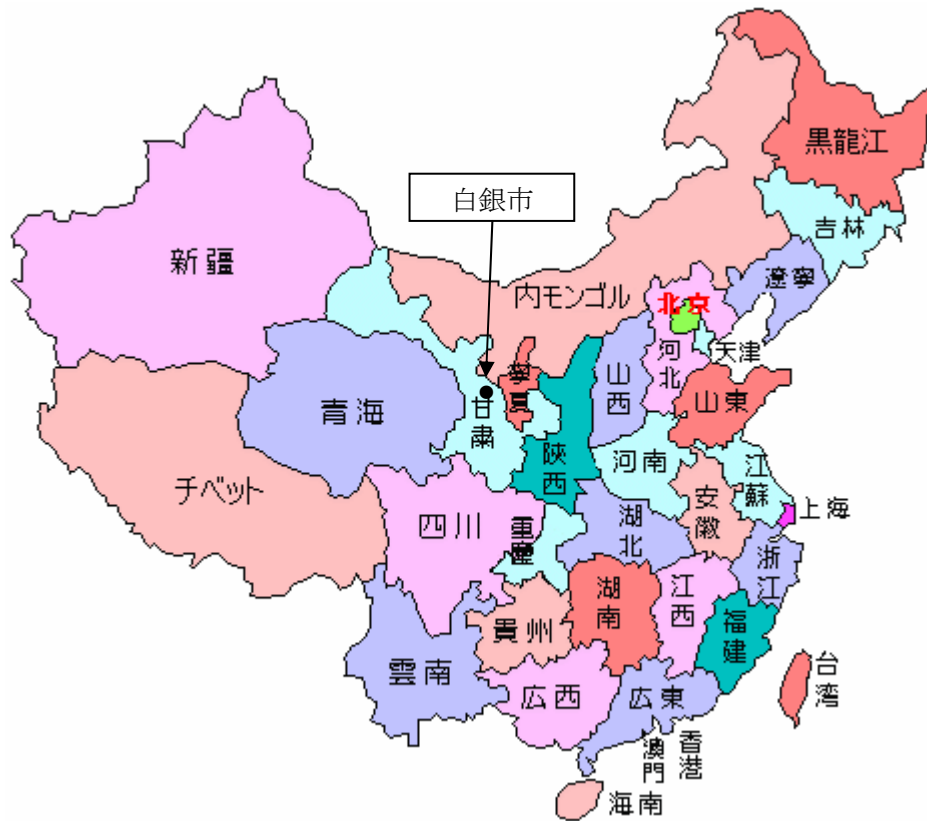 黒龍江
白銀市
吉林
新疆
遼寧
内モンゴル
北京
天津
河北
寧夏
山西
青海
甘粛
山東
陝西
河南
江蘇
チベット
安徽
上海
四川
重慶
湖北
浙江
湖南
江西
貴州
福建
雲南
台湾
広西
広東
香港
澳門
海南